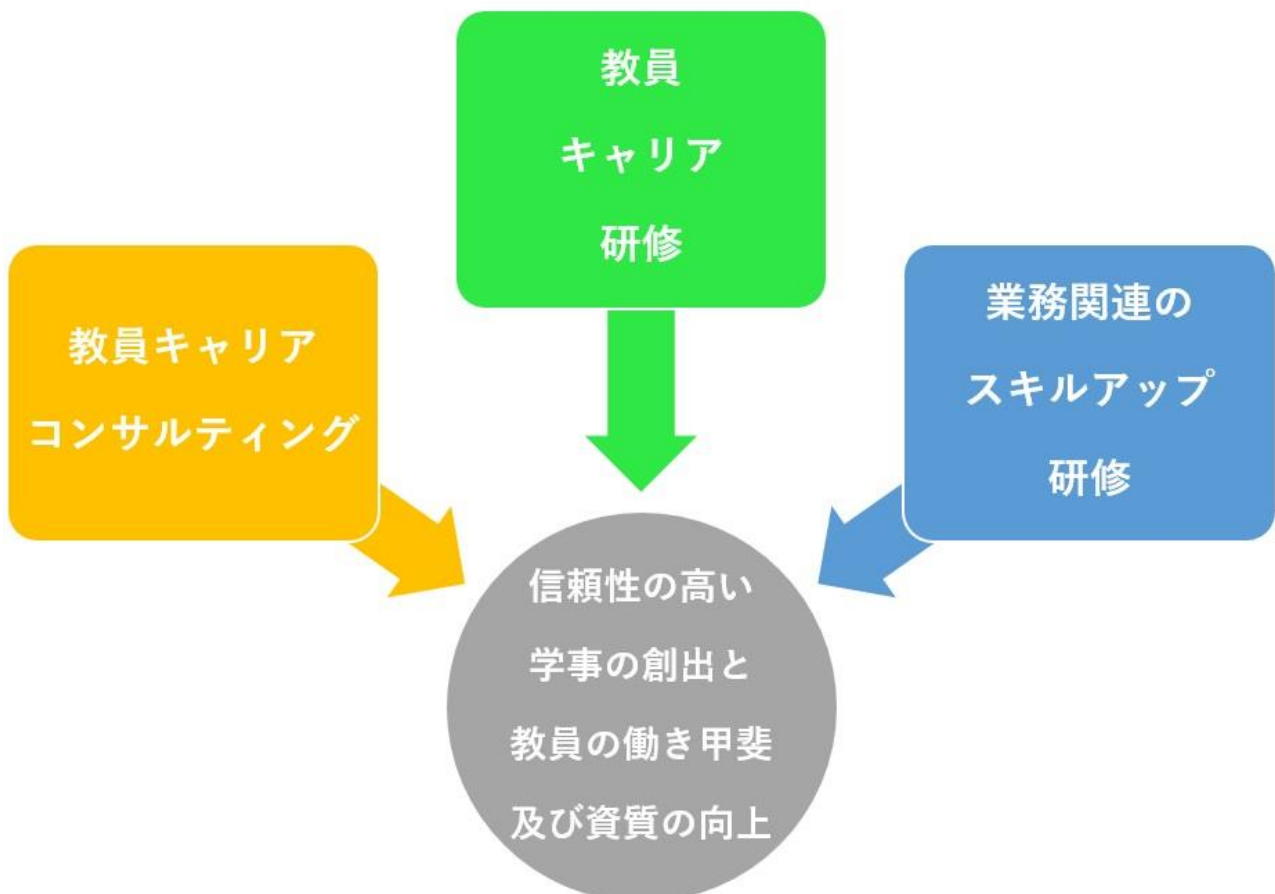 教員
キャリア
研修
教員キャリア
コンサルティング
業務関連の
スキルアップ
研修
信頼性の高い
学事の創出と
教員の働き甲斐
及び資質の向上